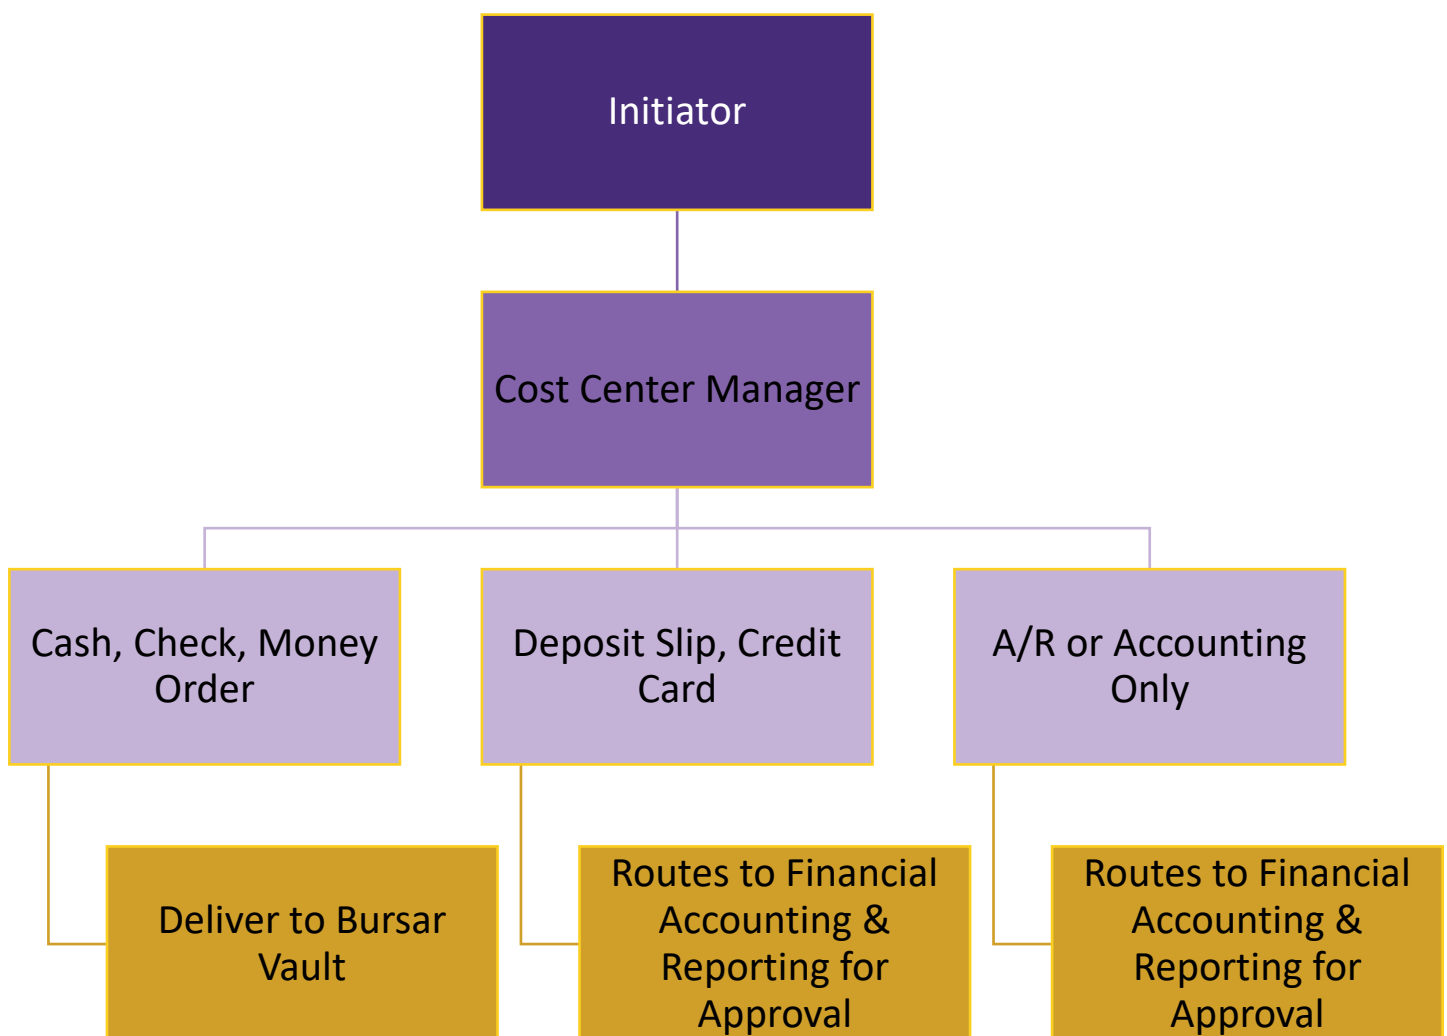 Initiator
Cost Center Manager
Cash, Check, Money
Order
Deposit Slip, Credit
Card
A/R or Accounting
Only
Deliver to Bursar
Vault
Routes to Financial
Accounting &
Reporting for
Approval
Routes to Financial
Accounting &
Reporting for
Approval